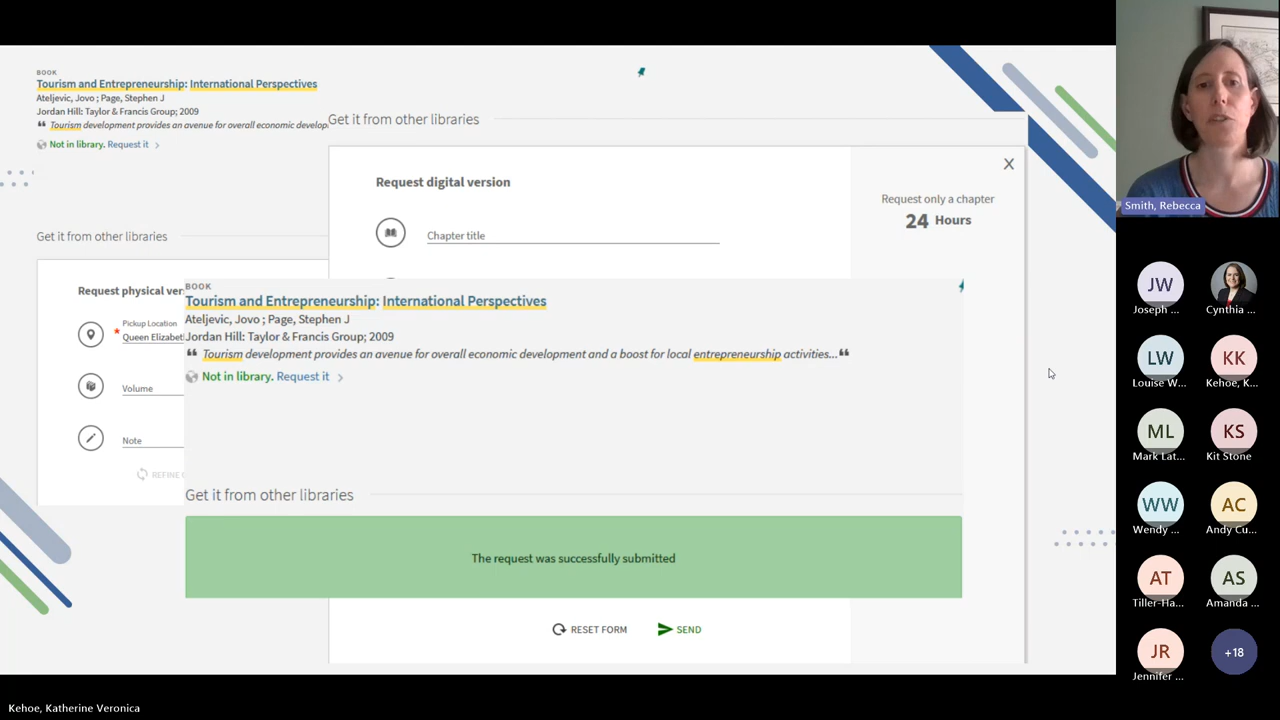 BOOK
Tourism and Entrepreneurship: International Perspectives
Ateljevic, Jovo ; Page, Stephen J
Jordan Hill: Taylor & Francis Group; 2009
❝ Tourism development provides an avenue for overall economic develop
Not in library. Request it
Get it from other libraries
Request physical ver
Pickup Location
* Queen Elizabet
Volume
Note
REFINE
Get it from other libraries
X
Request digital version
Chapter title
Request only a chapter
24 Hours
BOOK
Tourism and Entrepreneurship: International Perspectives
Ateljevic, Jovo ; Page, Stephen J
Jordan Hill: Taylor & Francis Group; 2009
❝ Tourism development provides an avenue for overall economic development and a boost for local entrepreneurship activities...❝
Not in library. Request it
Get it from other libraries
The request was successfully submitted
RESET FORM
SEND
Smith, Rebecca
JW
Joseph ...
Cynthia ...
LW
Louise W...
KK
Kehoe, K...
ML
Mark Lat...
KS
Kit Stone
WW
Wendy ...
AC
Andy Cu...
AT
Tiller-Ha...
AS
Amanda ...
JR
Jennifer ...
+18
Kehoe, Katherine Veronica